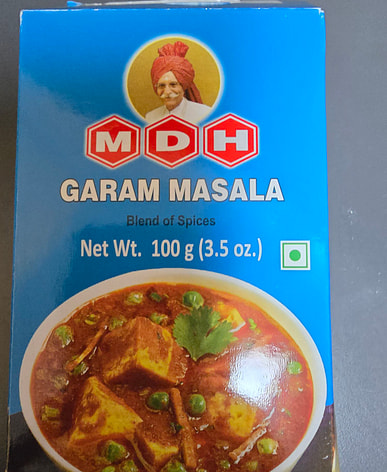 MDH
GARAM MASALA
Blend of Spices
Net Wt. 100 g (3.5 oz.)